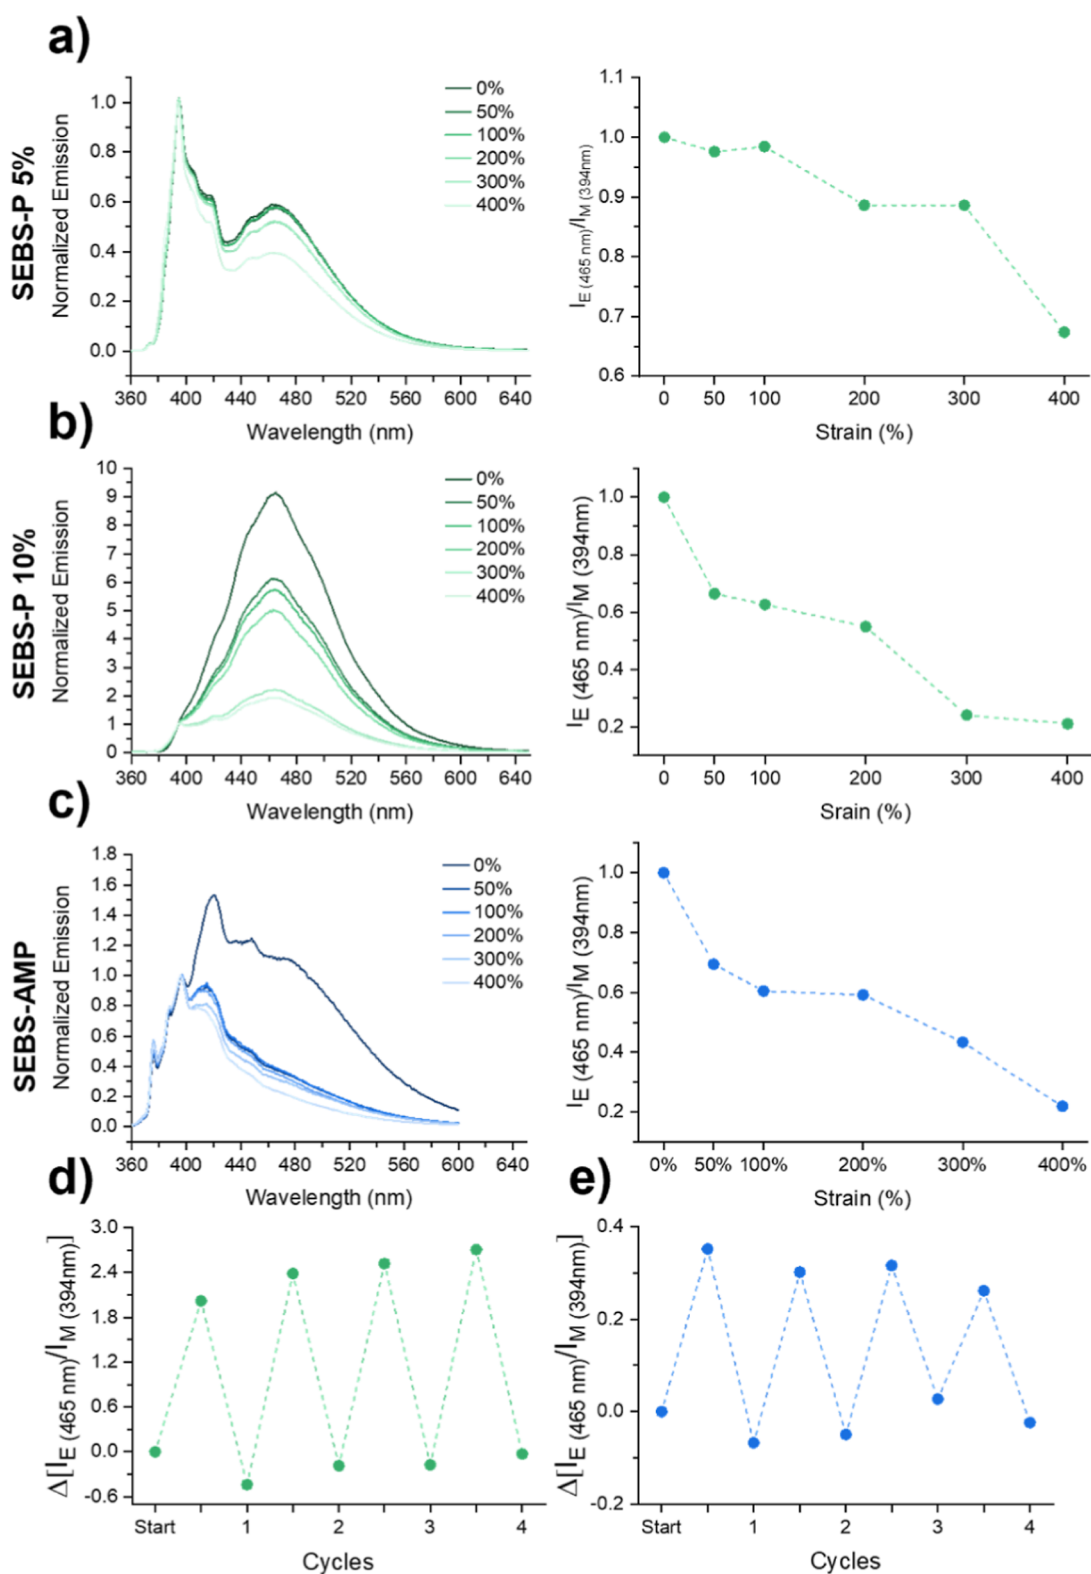 a)
SEBS-P 5%
Normalized Emission
1.0
0.8
0.6
0.4
0.2
0.0
360 400 440 480 520 560 600 640
Wavelength (nm)
0%
50%
100%
200%
300%
400%
I_E (465 nm)/I_M (394nm)
1.1
1.0
0.9
0.8
0.7
0.6
0 50 100 200 300 400
Strain (%)
b)
SEBS-P 10%
Normalized Emission
10
9
8
7
6
5
4
3
2
1
0
360 400 440 480 520 560 600 640
Wavelength (nm)
0%
50%
100%
200%
300%
400%
I_E (465 nm)/I_M (394nm)
1.0
0.8
0.6
0.4
0.2
0 50 100 200 300 400
Srain (%)
c)
SEBS-AMP
Normalized Emission
1.8
1.6
1.4
1.2
1.0
0.8
0.6
0.4
0.2
0.0
360 400 440 480 520 560 600 640
Wavelength (nm)
0%
50%
100%
200%
300%
400%
I_E (465 nm)/I_M (394nm)
1.0
0.8
0.6
0.4
0.2
0% 50% 100% 200% 300% 400%
Strain (%)
d)
Δ[I_E (465 nm)/I_M (394nm)]
3.0
2.4
1.8
1.2
0.6
0.0
-0.6
Start 1 2 3 4
Cycles
e)
Δ[I_E (465 nm)/I_M (394nm)]
0.4
0.2
0.0
-0.2
Start 1 2 3 4
Cycles